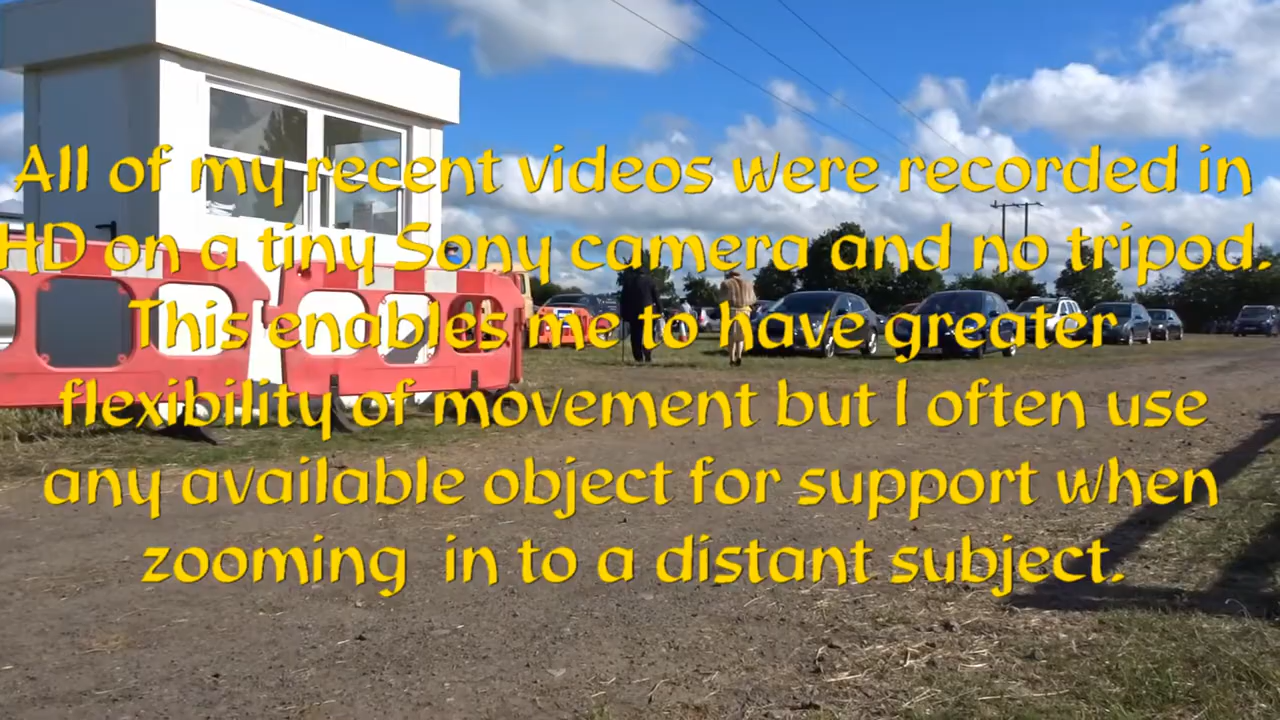 All of my recent videos were recorded in
HD on a tiny Sony camera and no tripod.
This enables me to have greater
flexibility of movement but I often use
any available object for support when
zooming in to a distant subject.